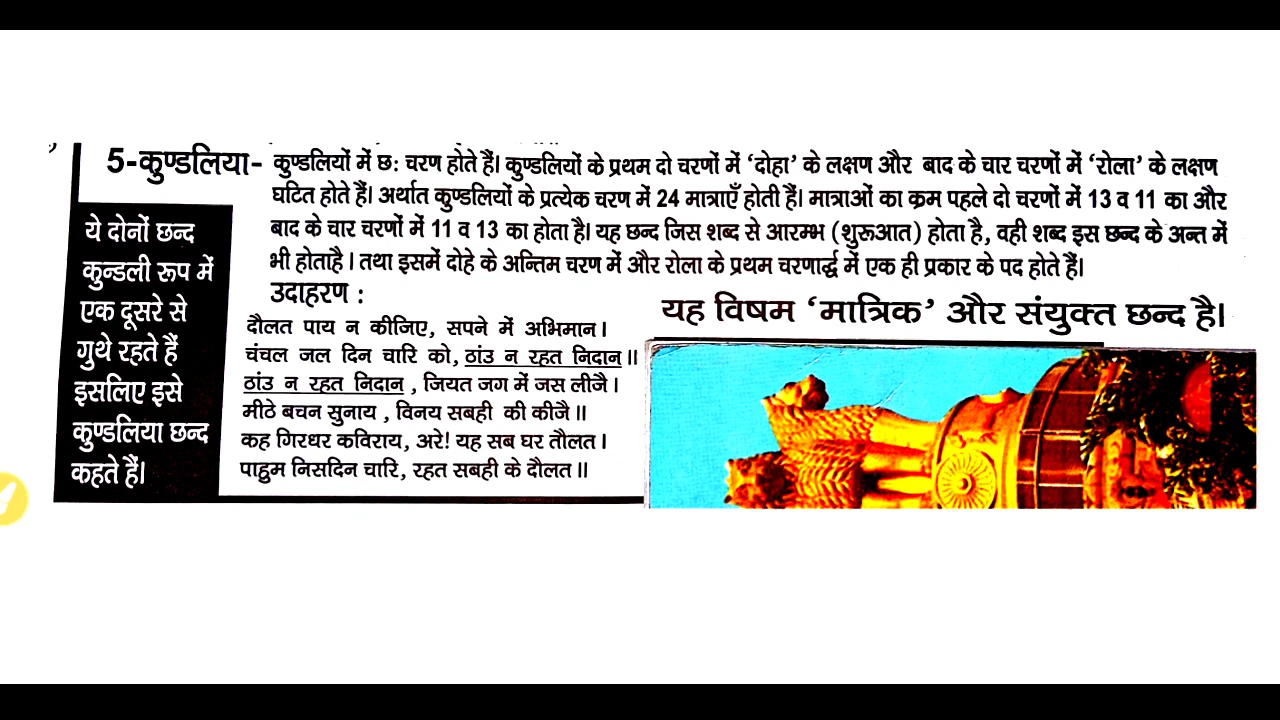 5-कुण्डलिया- कुण्डलियों में छः चरण होते हैं। कुण्डलियों के प्रथम दो चरणों में ‘दोहा’ के लक्षण और बाद के चार चरणों में ‘रोला’ के लक्षण
घटित होते हैं। अर्थात कुण्डलियों के प्रत्येक चरण में 24 मात्राएँ होती हैं। मात्राओं का क्रम पहले दो चरणों में 13 व 11 का और
बाद के चार चरणों में 11 व 13 का होता है। यह छन्द जिस शब्द से आरम्भ (शुरूआत) होता है, वही शब्द इस छन्द के अन्त में
भी होताहै। तथा इसमें दोहे के अन्तिम चरण में और रोला के प्रथम चरणार्द्ध में एक ही प्रकार के पद होते हैं।
ये दोनों छन्द
कुन्डली रूप में
एक दूसरे से
गुथे रहते हैं
इसलिए इसे
कुण्डलिया छन्द
कहते हैं।
उदाहरण :
दौलत पाय न कीजिए, सपने में अभिमान।
चंचल जल दिन चारि को, ठांउ न रहत निदान॥
ठांउ न रहत निदान, जियत जग में जस लीजै।
मीठे बचन सुनाय, विनय सबही की कीजै॥
कह गिरधर कविराय, अरे! यह सब घर तौलत।
पाहुम निसदिन चारि, रहत सबही के दौलत॥
यह विषम ‘मात्रिक’ और संयुक्त छन्द है।